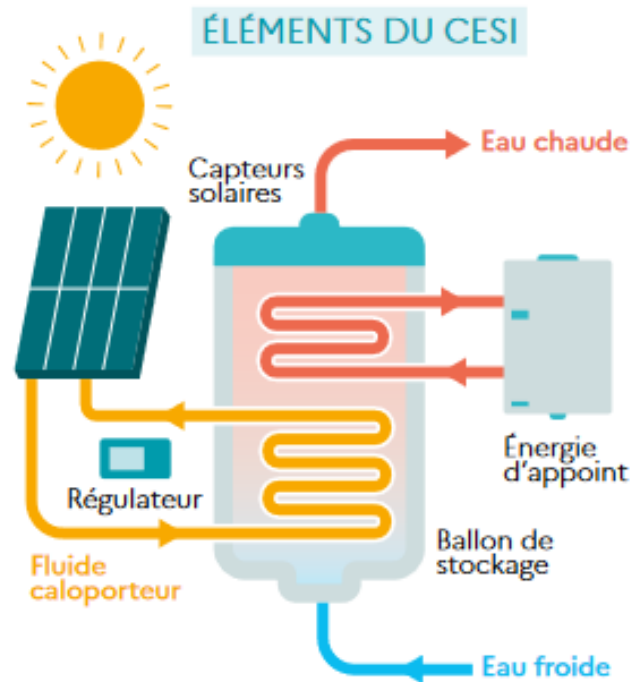 ÉLÉMENTS DU CESI
Eau chaude
Capteurs
solaires
Énergie
d'appoint
Régulateur
Ballon de
stockage
Fluide
caloporteur
Eau froide